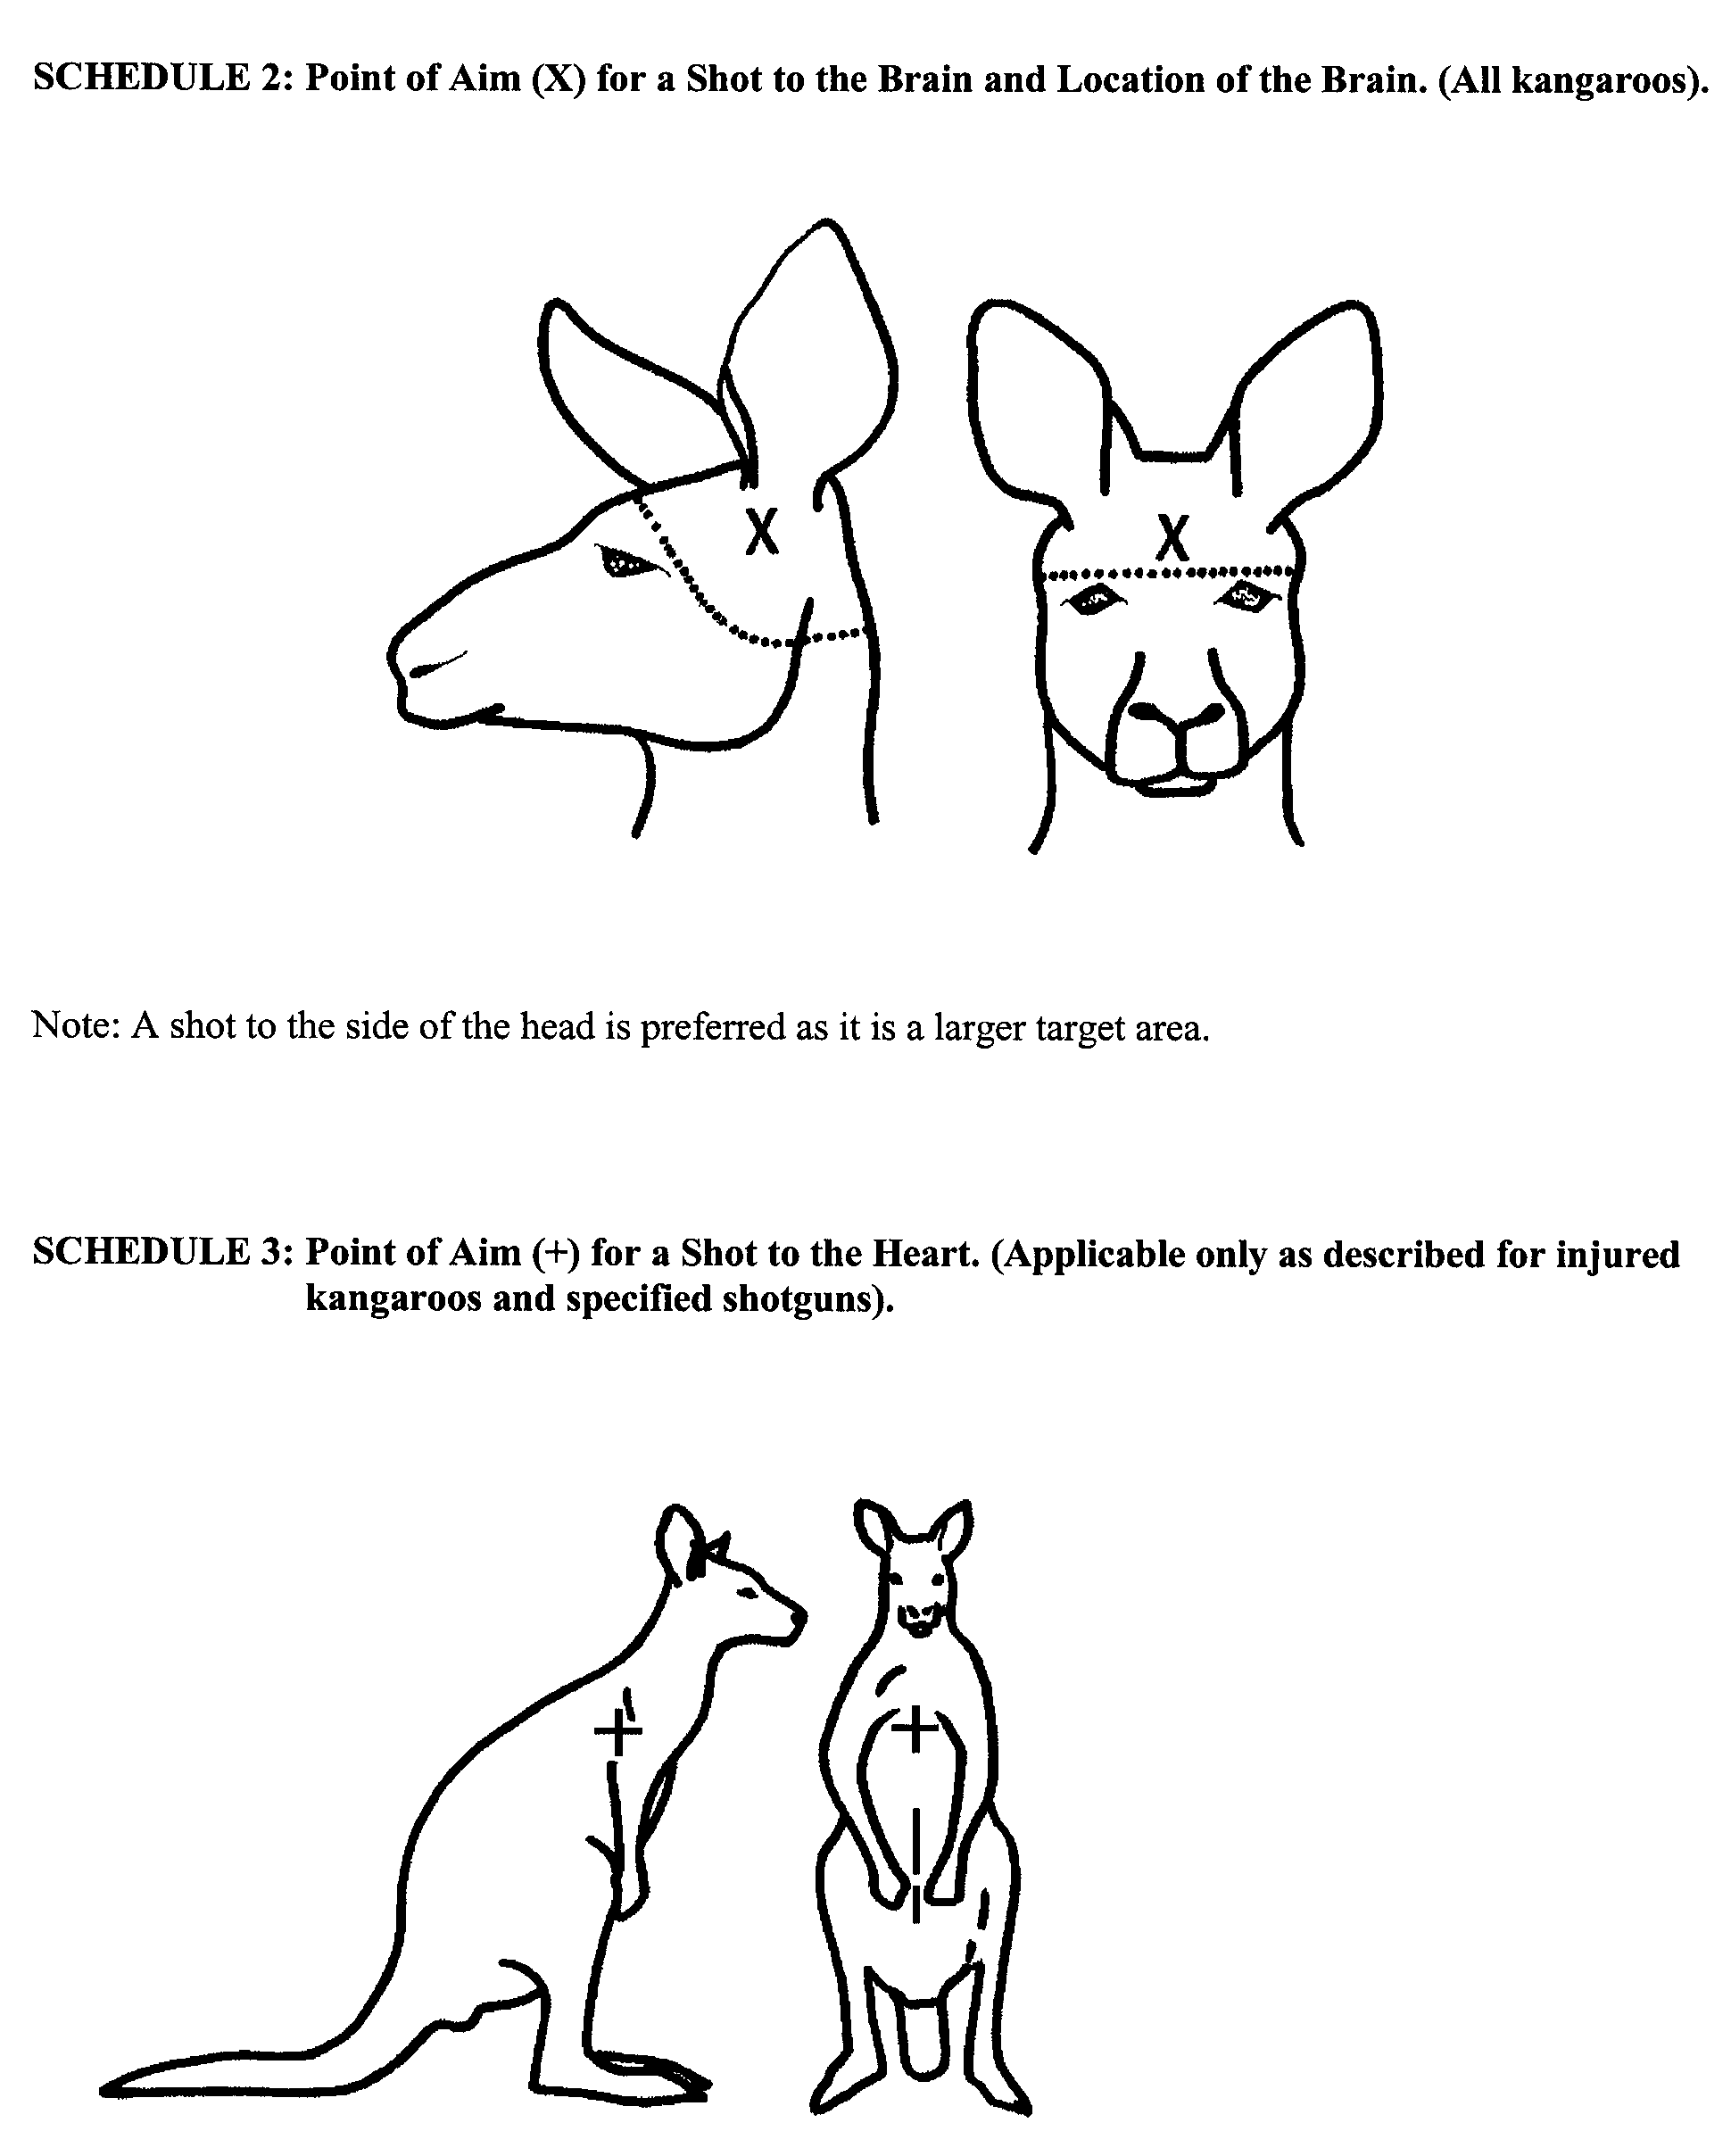 SCHEDULE 2: Point of Aim (X) for a Shot to the Brain and Location of the Brain. (All kangaroos).
X
X
Note: A shot to the side of the head is preferred as it is a larger target area.
SCHEDULE 3: Point of Aim (+) for a Shot to the Heart. (Applicable only as described for injured
kangaroos and specified shotguns).